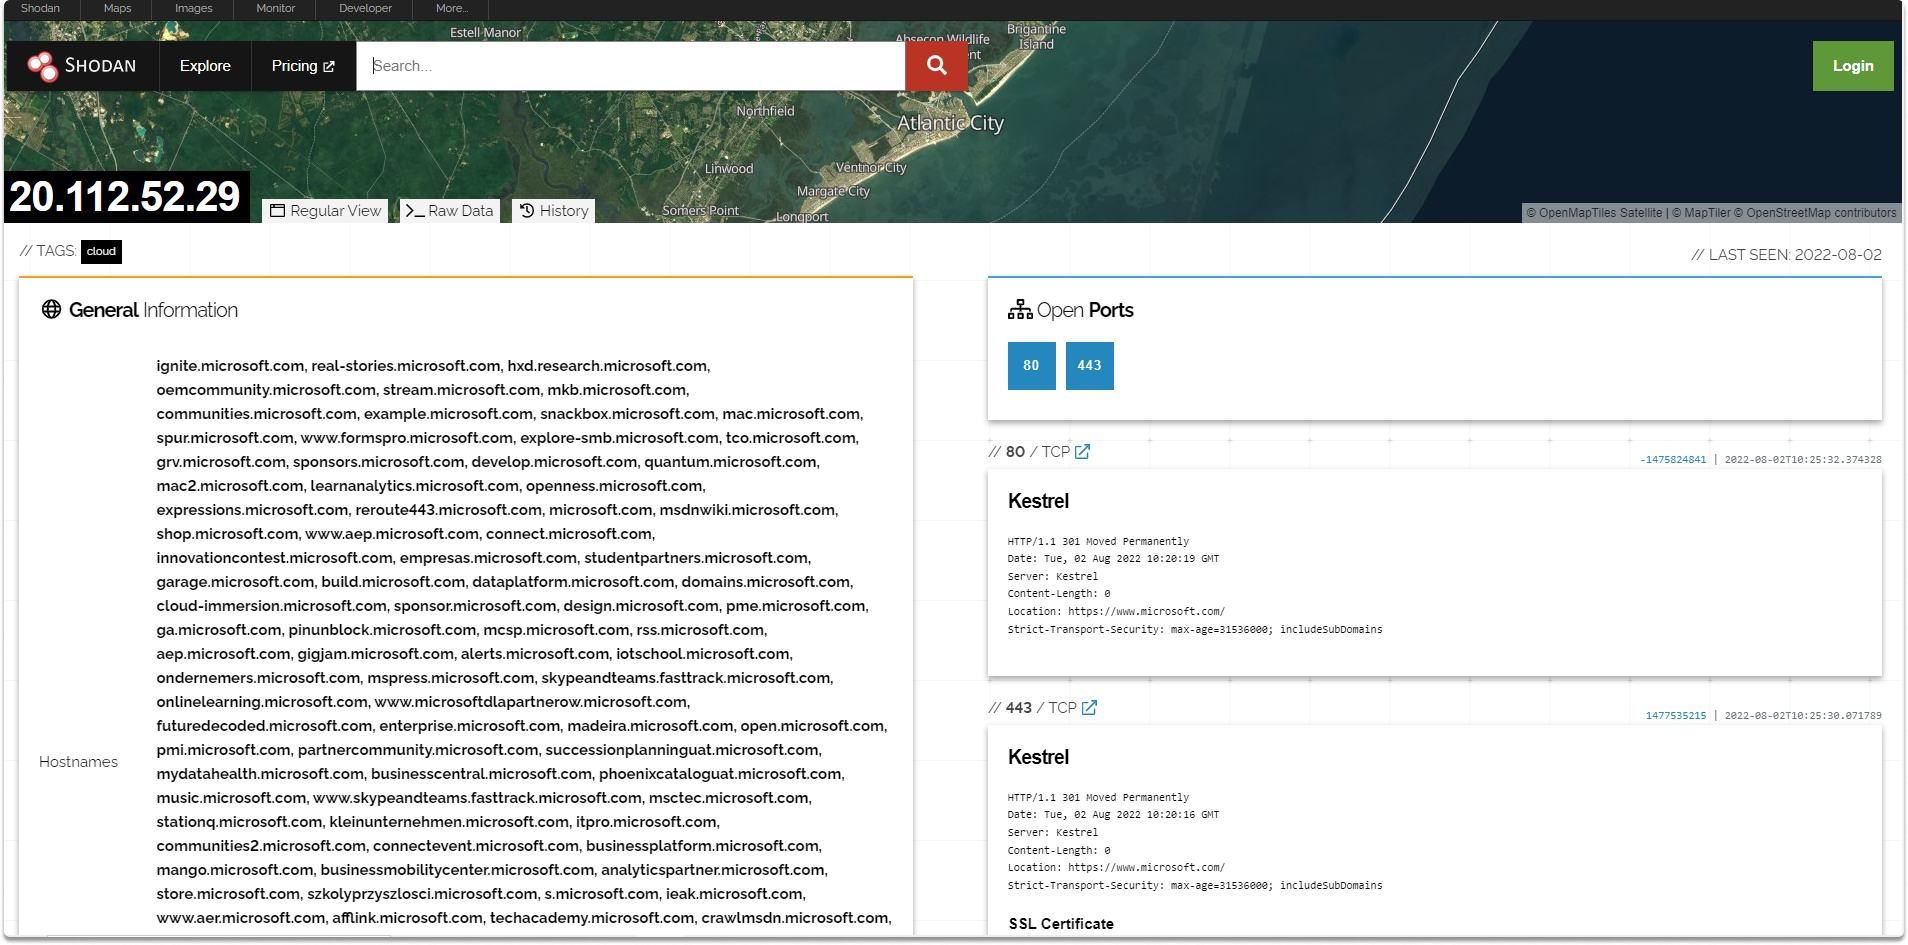 Shodan Maps Images Monitor Developer More...
Estell Manor
Absecon Wildlife
Brigantine
Island
SHODAN Explore Pricing Search... Login
Northfield
Atlantic City
Linwood
Ventnor City
Margate City
Somers Point
Longport
20.112.52.29
Regular View Raw Data History
© OpenMapTiles Satellite | © MapTiler © OpenStreetMap contributors
// TAGS: cloud
// LAST SEEN: 2022-08-02
General Information
Hostnames
ignite.microsoft.com, real-stories.microsoft.com, hxd.research.microsoft.com,
oemcommunity.microsoft.com, stream.microsoft.com, mkb.microsoft.com,
communities.microsoft.com, example.microsoft.com, snackbox.microsoft.com, mac.microsoft.com,
spur.microsoft.com, www.formspro.microsoft.com, explore-smb.microsoft.com, tco.microsoft.com,
grv.microsoft.com, sponsors.microsoft.com, develop.microsoft.com, quantum.microsoft.com,
mac2.microsoft.com, learnanalytics.microsoft.com, openness.microsoft.com,
expressions.microsoft.com, reroute443.microsoft.com, microsoft.com, msdnwiki.microsoft.com,
shop.microsoft.com, www.aep.microsoft.com, connect.microsoft.com,
innovationcontest.microsoft.com, empresas.microsoft.com, studentpartners.microsoft.com,
garage.microsoft.com, build.microsoft.com, dataplatform.microsoft.com, domains.microsoft.com,
cloud-immersion.microsoft.com, sponsor.microsoft.com, design.microsoft.com, pme.microsoft.com,
ga.microsoft.com, pinunblock.microsoft.com, mcsp.microsoft.com, rss.microsoft.com,
aep.microsoft.com, gigjam.microsoft.com, alerts.microsoft.com, iotschool.microsoft.com,
ondernemers.microsoft.com, mspress.microsoft.com, skypeandteams.fasttrack.microsoft.com,
onlinelearning.microsoft.com, www.microsoftdlapartnerow.microsoft.com,
futuredecoded.microsoft.com, enterprise.microsoft.com, madeira.microsoft.com, open.microsoft.com,
pmi.microsoft.com, partnercommunity.microsoft.com, successionplanninguat.microsoft.com,
mydatahealth.microsoft.com, businesscentral.microsoft.com, phoenixcataloguat.microsoft.com,
music.microsoft.com, www.skypeandteams.fasttrack.microsoft.com, msctec.microsoft.com,
stationq.microsoft.com, kleinunternehmen.microsoft.com, itpro.microsoft.com,
communities2.microsoft.com, connectevent.microsoft.com, businessplatform.microsoft.com,
mango.microsoft.com, businessmobilitycenter.microsoft.com, analyticspartner.microsoft.com,
store.microsoft.com, szkolyprzyszlosci.microsoft.com, s.microsoft.com, ieak.microsoft.com,
www.aer.microsoft.com, afflink.microsoft.com, techacademy.microsoft.com, crawlmsdn.microsoft.com,
Open Ports
80 443
// 80 / TCP
-1475824841 | 2022-08-02T10:25:32.374328
Kestrel
HTTP/1.1 301 Moved Permanently
Date: Tue, 02 Aug 2022 10:20:19 GMT
Server: Kestrel
Content-Length: 0
Location: https://www.microsoft.com/
Strict-Transport-Security: max-age=31536000; includeSubDomains
// 443 / TCP
1477535215 | 2022-08-02T10:25:30.071789
Kestrel
HTTP/1.1 301 Moved Permanently
Date: Tue, 02 Aug 2022 10:20:16 GMT
Server: Kestrel
Content-Length: 0
Location: https://www.microsoft.com/
Strict-Transport-Security: max-age=31536000; includeSubDomains
SSL Certificate